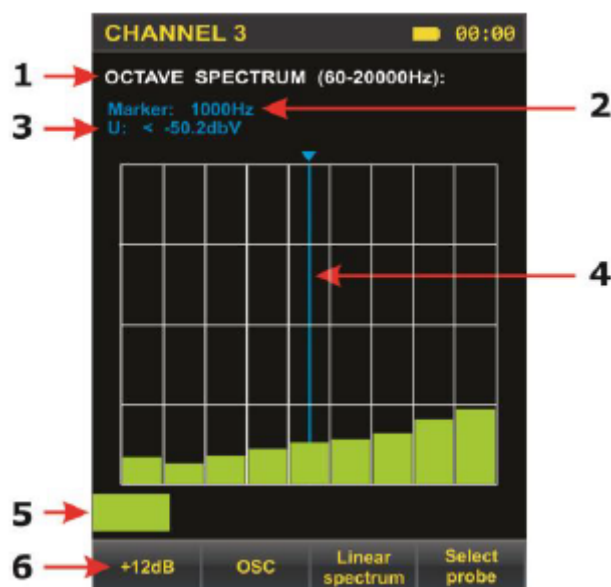 CHANNEL 3 00:00
1 OCTAVE SPECTRUM (60-20000Hz):
Marker: 1000Hz 2
3 U: < -50.2dbV
4
5
6 +12dB OSC Linear spectrum Select probe